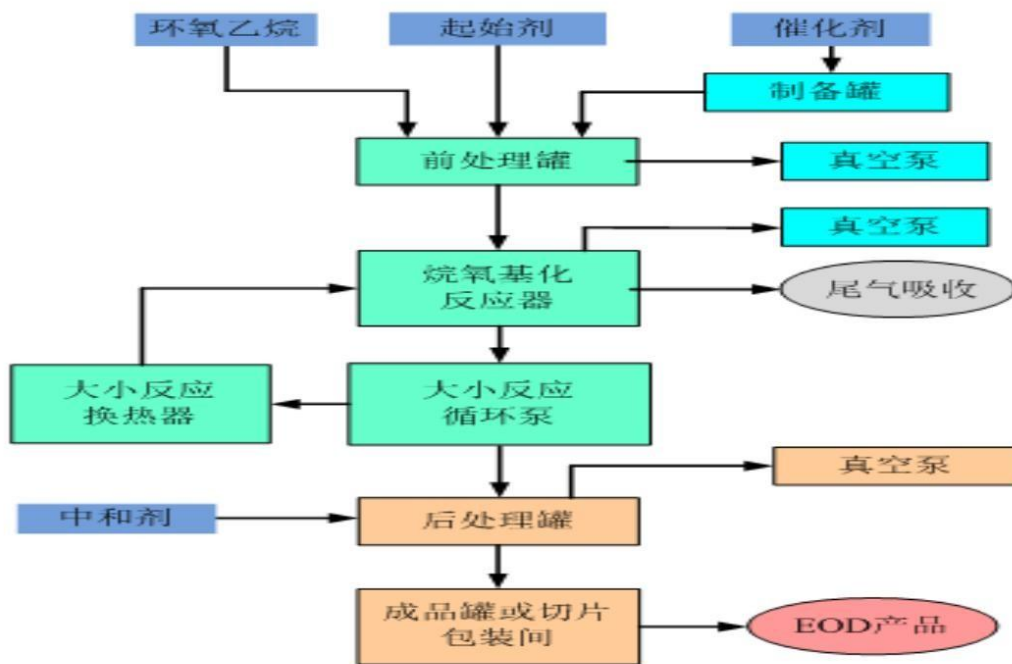 环氧乙烷
起始剂
催化剂
制备罐
前处理罐
真空泵
真空泵
烷氧基化
反应器
尾气吸收
大小反应
换热器
大小反应
循环泵
真空泵
中和剂
后处理罐
成品罐或切片
包装间
EOD产品